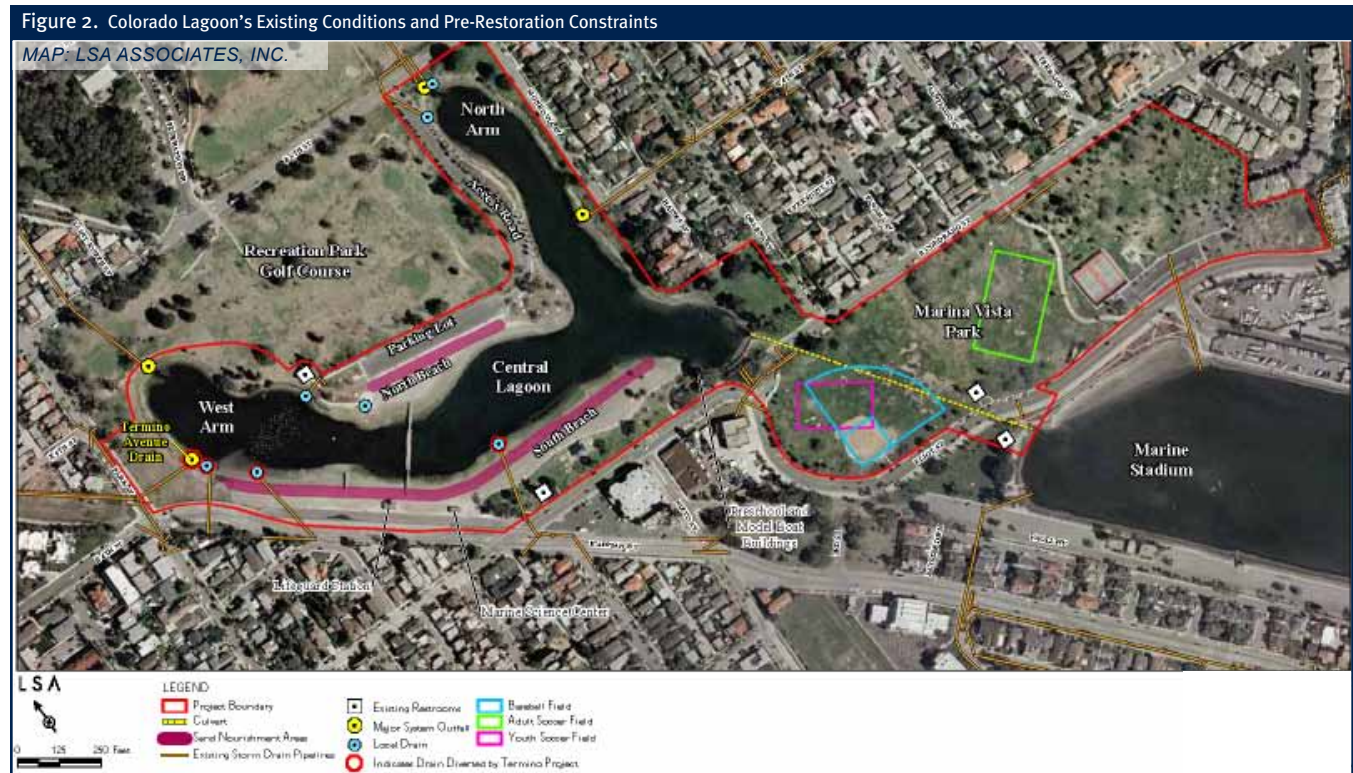 Figure 2. Colorado Lagoon's Existing Conditions and Pre-Restoration Constraints
MAP: LSA ASSOCIATES, INC.
North
Arm
Access Road
Recreation Park
Golf Course
Parking Lot
North Beach
Central
Lagoon
West
Arm
Termino
Avenue
Drain
South Beach
Marina Vista
Park
Marine
Stadium
Preschool and
Model Boat
Buildings
Lifeguard Station
Marine Science Center
LSA
0 125 250 Feet
LEGEND
Project Boundary
Culvert
Sand Nourishment Areas
Existing Storm Drain Pipelines
Existing Restrooms
Major System Outfall
Local Drain
Indicates Drain Diverted by Termino Project
Baseball Field
Adult Soccer Field
Youth Soccer Field